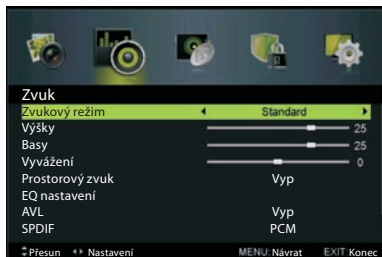 Zvuk
Zvukový režim Standard
Výšky 25
Basy 25
Vyvážení 0
Prostorový zvuk Vyp
EQ nastavení
AVL Vyp
SPDIF PCM
Přesun Nastavení MENU: Návrat EXIT: Konec